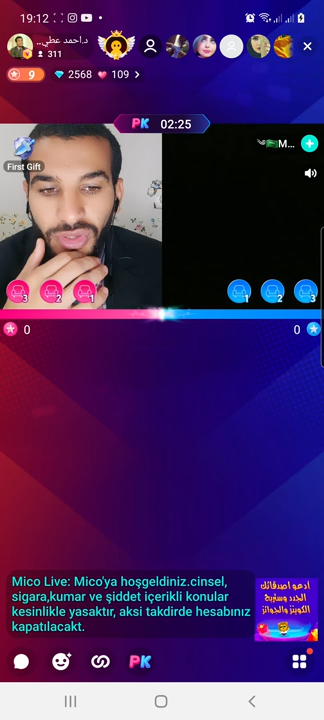 19:12
د.احمد عطي..
311
9
2568
109
PK 02:25
First Gift
M...
3
2
1
1
2
3
0
0
Mico Live: Mico'ya hoşgeldiniz.cinsel,
sigara,kumar ve şiddet içerikli konular
kesinlikle yasaktır, aksi takdirde hesabınız
kapatılacakt.
ادعو اصدقائك
الجدد وستربح
الكوينز والجوائز
PK